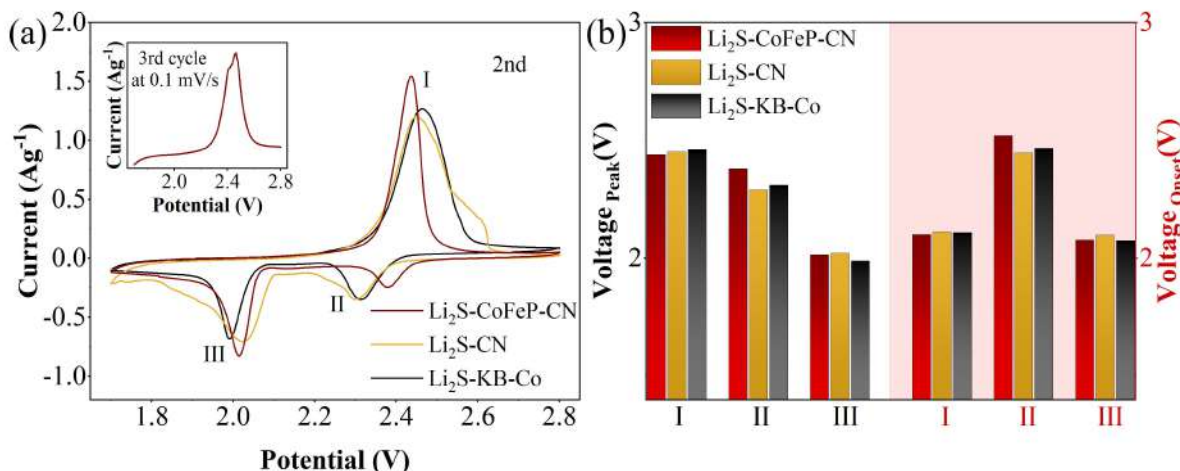 (a)
2.0
1.5
1.0
0.5
0.0
-0.5
-1.0
Current (Ag⁻¹)
1.8
2.0
2.2
2.4
2.6
2.8
Potential (V)
3rd cycle
at 0.1 mV/s
Current (Ag⁻¹)
2.0
2.4
2.8
Potential (V)
2nd
I
II
III
Li₂S-CoFeP-CN
Li₂S-CN
Li₂S-KB-Co
(b)
3
2
Voltage Peak(V)
Li₂S-CoFeP-CN
Li₂S-CN
Li₂S-KB-Co
I
II
III
I
II
III
3
2
Voltage Onset(V)